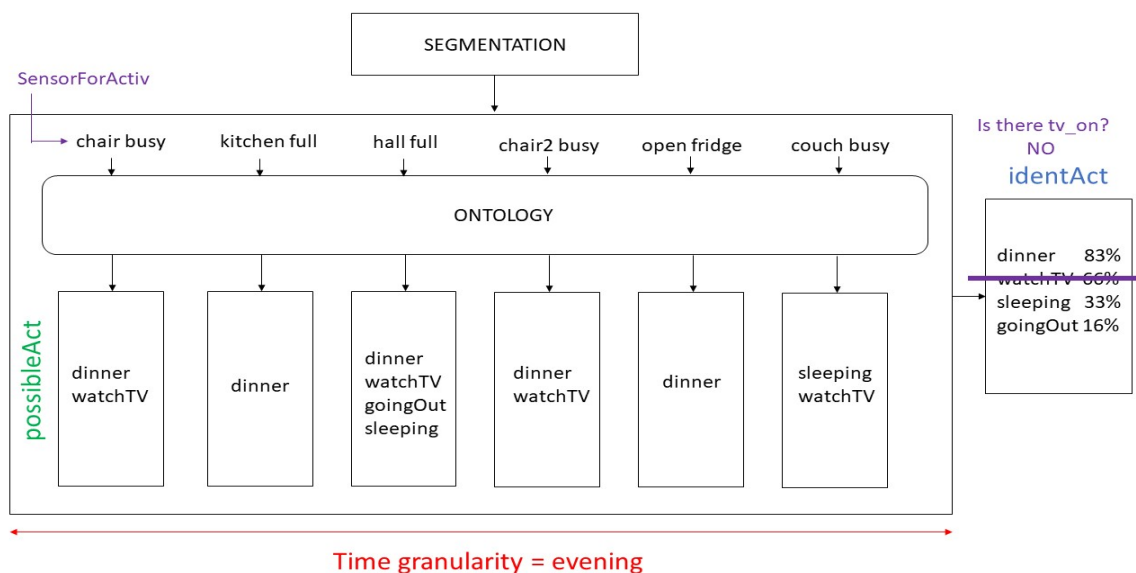 SEGMENTATION
SensorForActiv
chair busy
kitchen full
hall full
chair2 busy
open fridge
couch busy
Is there tv_on?
NO
identAct
ONTOLOGY
possibleAct
dinner
watchTV
dinner
dinner
watchTV
goingOut
sleeping
dinner
watchTV
dinner
sleeping
watchTV
dinner 83%
watchTV 66%
sleeping 33%
goingOut 16%
Time granularity = evening